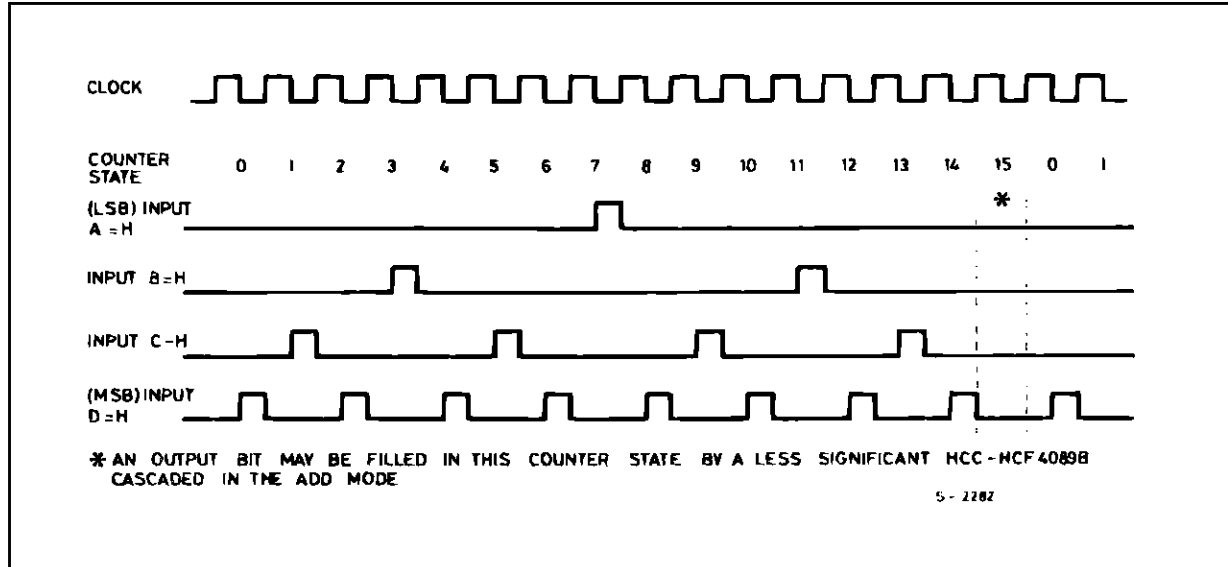 CLOCK
COUNTER
STATE
0 1 2 3 4 5 6 7 8 9 10 11 12 13 14 15 0 1
(LSB) INPUT
A = H
*
INPUT B = H
INPUT C - H
(MSB) INPUT
D = H
* AN OUTPUT BIT MAY BE FILLED IN THIS COUNTER STATE BY A LESS SIGNIFICANT HCC - HCF 4089B
CASCADED IN THE ADD MODE
S - 2282